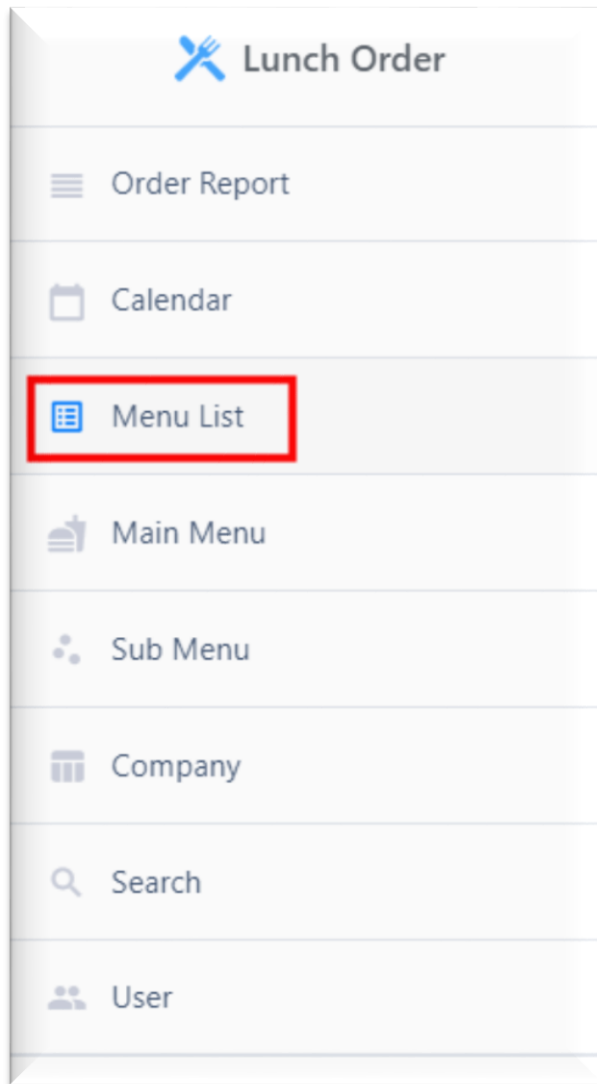 Lunch Order
Order Report
Calendar
Menu List
Main Menu
Sub Menu
Company
Search
User